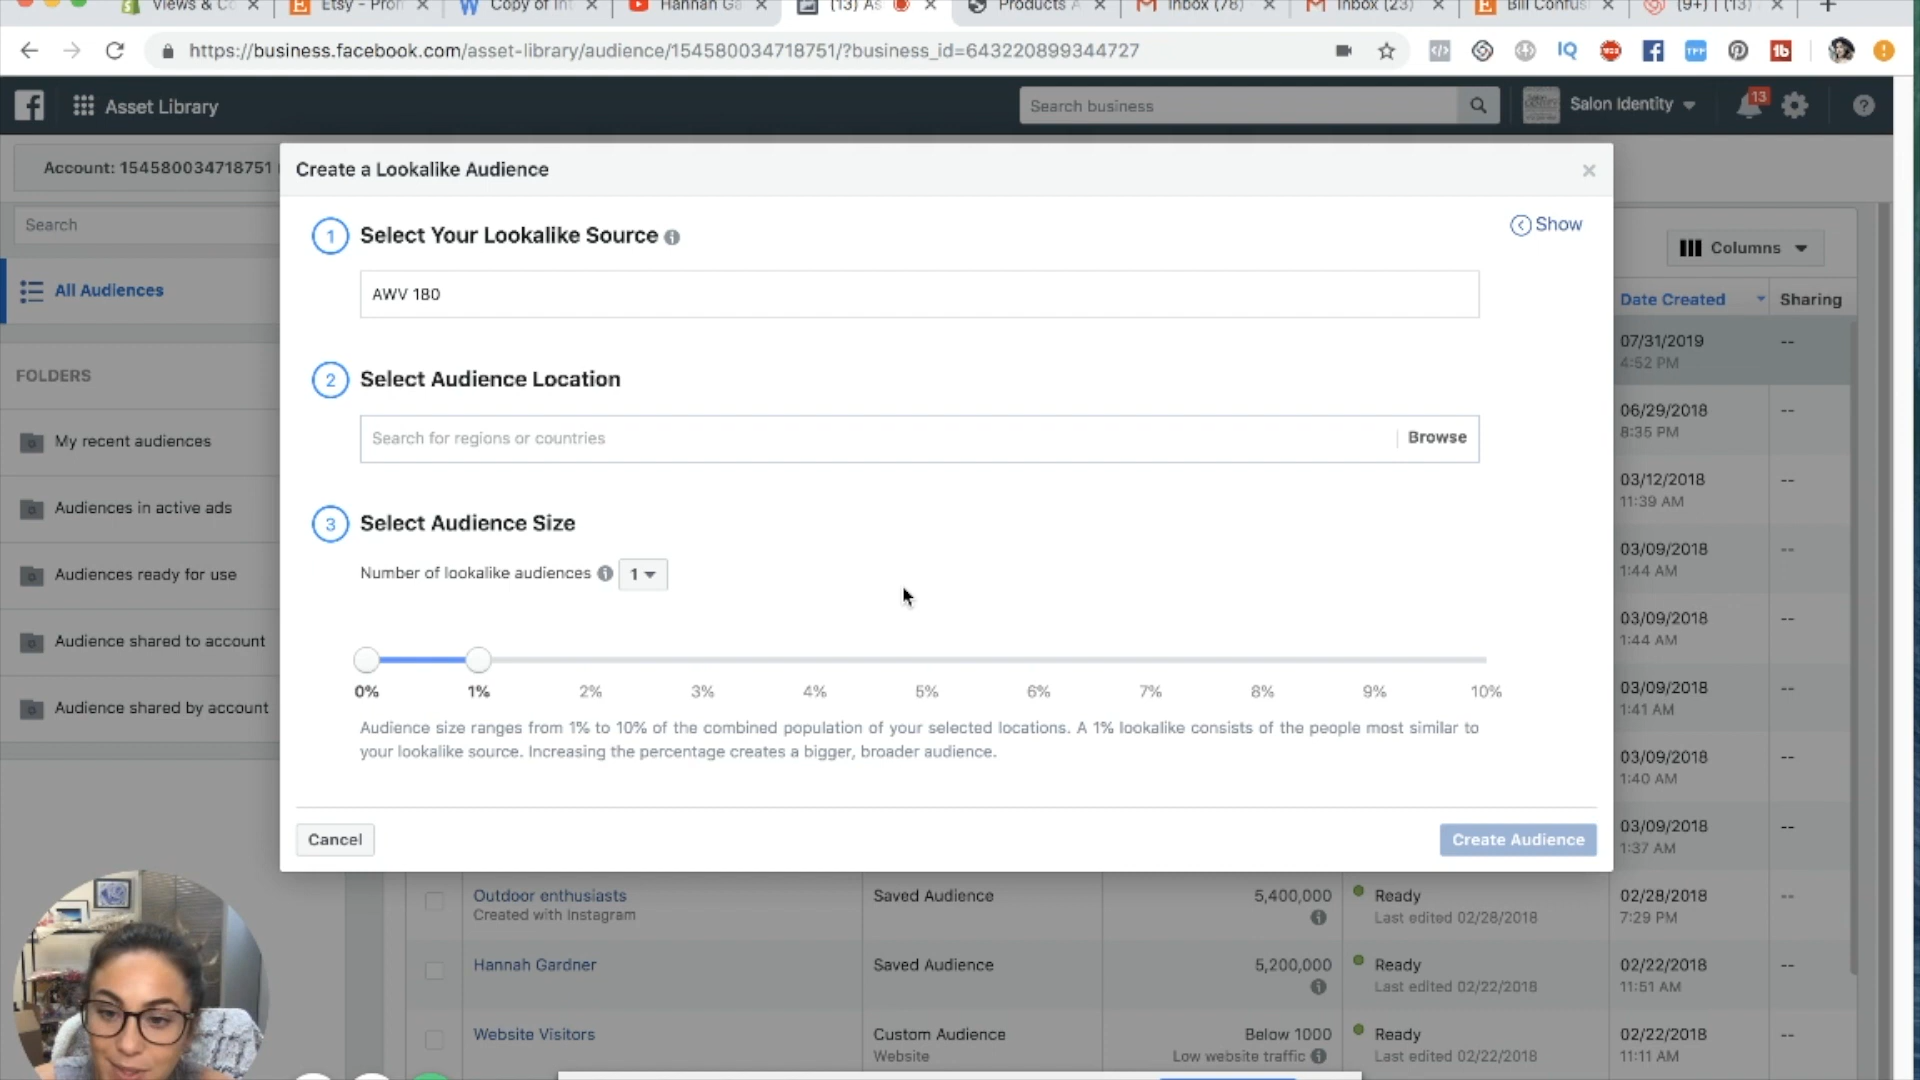 Views & C
Etsy - Pron
Copy of Int
Hannah Ga
(13) As
Products A
Inbox (78)
Inbox (23)
Bill Confus
(9+) | (13)
https://business.facebook.com/asset-library/audience/154580034718751/?business_id=643220899344727
Asset Library
Search business
Salon Identity
13
Account: 154580034718751
Create a Lookalike Audience
Search
1 Select Your Lookalike Source
Show
AWV 180
Columns
All Audiences
Date Created
Sharing
07/31/2019 --
4:52 PM
FOLDERS
2 Select Audience Location
06/29/2018 --
8:35 PM
My recent audiences
Search for regions or countries
Browse
03/12/2018 --
11:39 AM
Audiences in active ads
3 Select Audience Size
03/09/2018 --
1:44 AM
Number of lookalike audiences 1
Audiences ready for use
03/09/2018 --
1:44 AM
Audience shared to account
0% 1% 2% 3% 4% 5% 6% 7% 8% 9% 10%
03/09/2018 --
1:41 AM
Audience shared by account
Audience size ranges from 1% to 10% of the combined population of your selected locations. A 1% lookalike consists of the people most similar to
your lookalike source. Increasing the percentage creates a bigger, broader audience.
03/09/2018 --
1:40 AM
Cancel
Create Audience
03/09/2018 --
1:37 AM
Outdoor enthusiasts Saved Audience 5,400,000 Ready 02/28/2018 --
Created with Instagram Last edited 02/28/2018 7:29 PM
Hannah Gardner Saved Audience 5,200,000 Ready 02/22/2018 --
Last edited 02/22/2018 11:51 AM
Website Visitors Custom Audience Below 1000 Ready 02/22/2018 --
Website Low website traffic Last edited 02/22/2018 11:11 AM